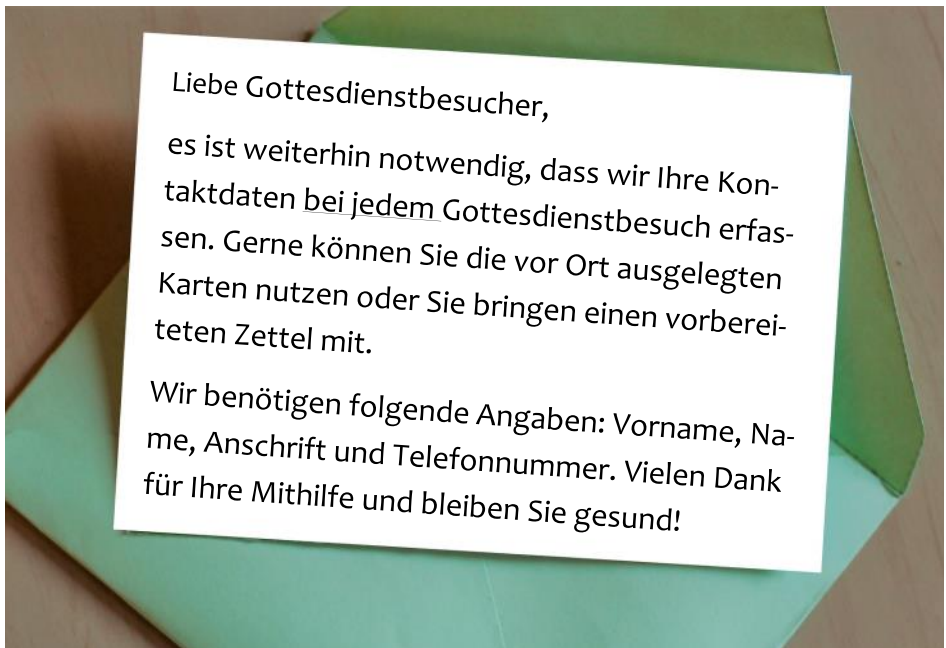 Liebe Gottesdienstbesucher,
es ist weiterhin notwendig, dass wir Ihre Kon-
taktdaten bei jedem Gottesdienstbesuch erfas-
sen. Gerne können Sie die vor Ort ausgelegten
Karten nutzen oder Sie bringen einen vorberei-
teten Zettel mit.
Wir benötigen folgende Angaben: Vorname, Na-
me, Anschrift und Telefonnummer. Vielen Dank
für Ihre Mithilfe und bleiben Sie gesund!